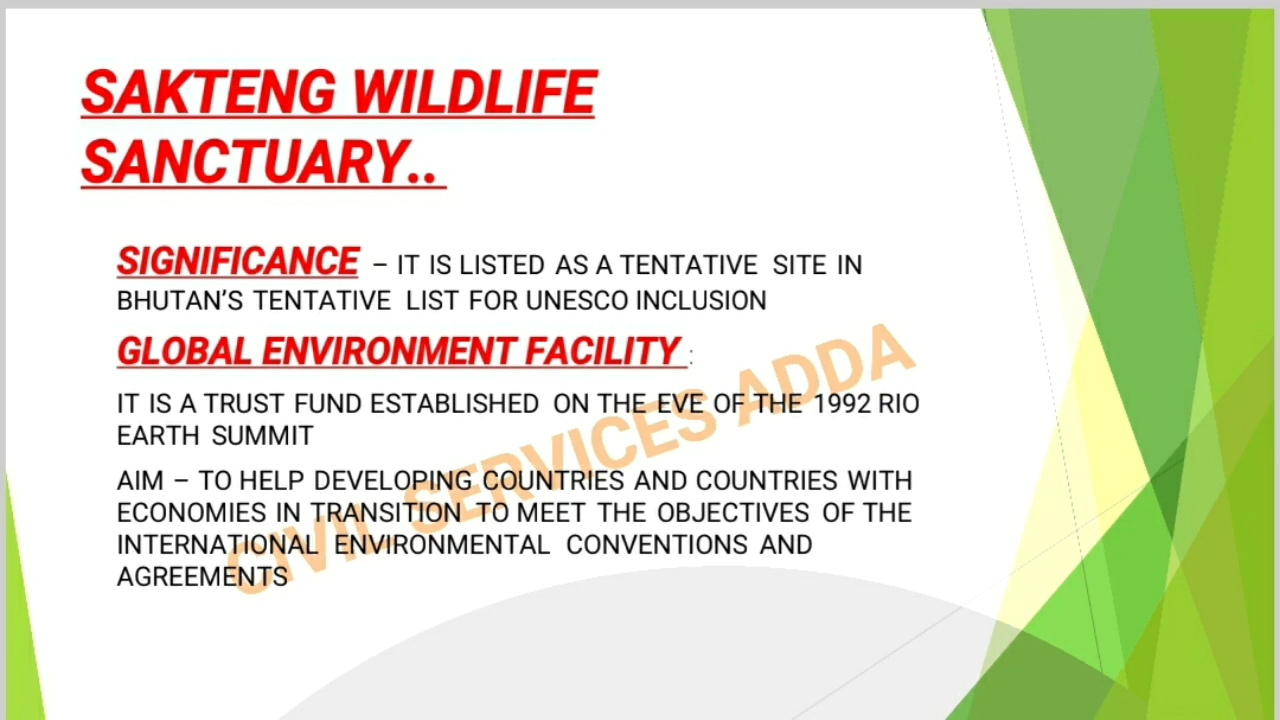 SAKTENG WILDLIFE
SANCTUARY..
SIGNIFICANCE – IT IS LISTED AS A TENTATIVE SITE IN
BHUTAN'S TENTATIVE LIST FOR UNESCO INCLUSION
GLOBAL ENVIRONMENT FACILITY :
IT IS A TRUST FUND ESTABLISHED ON THE EVE OF THE 1992 RIO
EARTH SUMMIT
AIM – TO HELP DEVELOPING COUNTRIES AND COUNTRIES WITH
ECONOMIES IN TRANSITION TO MEET THE OBJECTIVES OF THE
INTERNATIONAL ENVIRONMENTAL CONVENTIONS AND
AGREEMENTS
CIVIL SERVICES ADDA